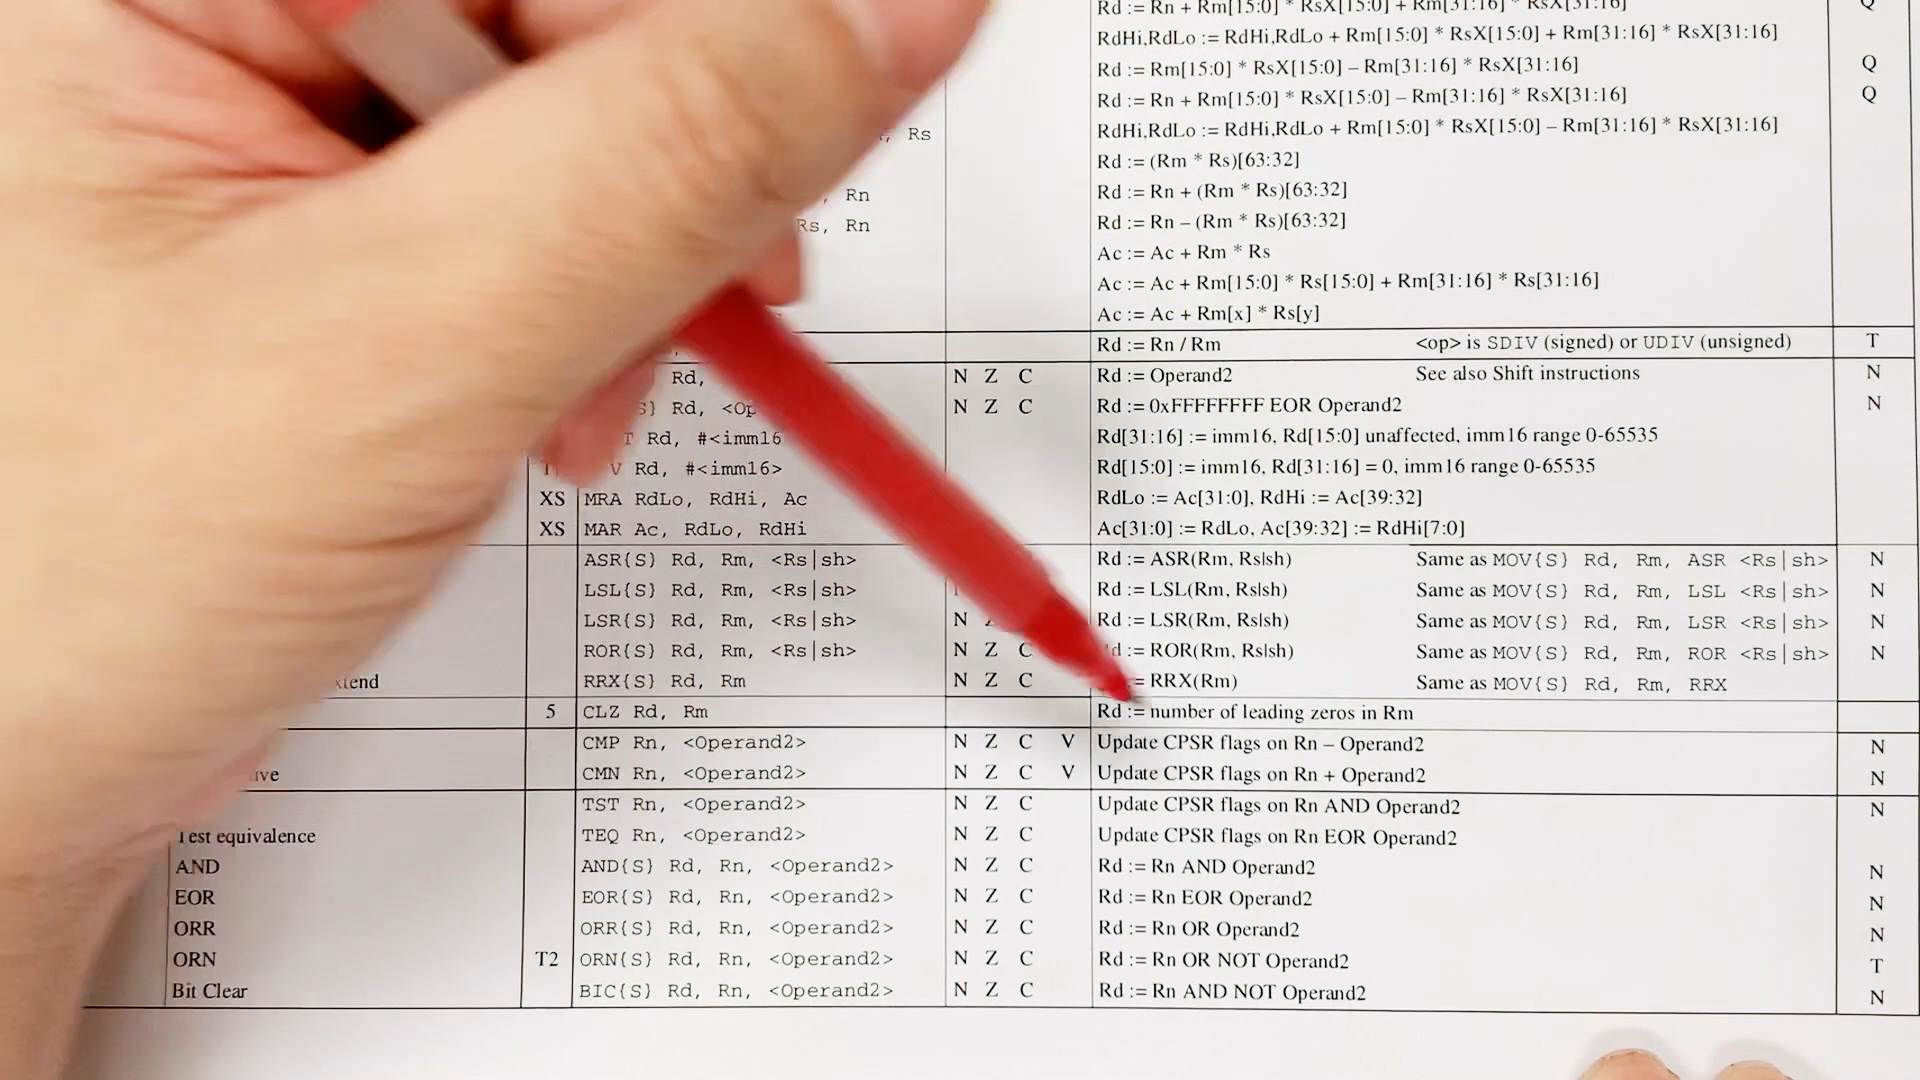 Rd := Rn + Rm[15:0] * RsX[15:0] + Rm[31:16] * RsX[31:16] Q
RdHi,RdLo := RdHi,RdLo + Rm[15:0] * RsX[15:0] + Rm[31:16] * RsX[31:16]
Rd := Rm[15:0] * RsX[15:0] – Rm[31:16] * RsX[31:16] Q
Rd := Rn + Rm[15:0] * RsX[15:0] – Rm[31:16] * RsX[31:16] Q
, Rs RdHi,RdLo := RdHi,RdLo + Rm[15:0] * RsX[15:0] – Rm[31:16] * RsX[31:16]
Rd := (Rm * Rs)[63:32]
, Rn Rd := Rn + (Rm * Rs)[63:32]
Rs, Rn Rd := Rn – (Rm * Rs)[63:32]
Ac := Ac + Rm * Rs
Ac := Ac + Rm[15:0] * Rs[15:0] + Rm[31:16] * Rs[31:16]
Ac := Ac + Rm[x] * Rs[y]
Rd := Rn / Rm <op> is SDIV (signed) or UDIV (unsigned) T
Rd, N Z C Rd := Operand2 See also Shift instructions N
S} Rd, <Op N Z C Rd := 0xFFFFFFFF EOR Operand2 N
T Rd, #<imm16 Rd[31:16] := imm16, Rd[15:0] unaffected, imm16 range 0-65535
V Rd, #<imm16> Rd[15:0] := imm16, Rd[31:16] = 0, imm16 range 0-65535
XS MRA RdLo, RdHi, Ac RdLo := Ac[31:0], RdHi := Ac[39:32]
XS MAR Ac, RdLo, RdHi Ac[31:0] := RdLo, Ac[39:32] := RdHi[7:0]
ASR{S} Rd, Rm, <Rs|sh> Rd := ASR(Rm, Rs|sh) Same as MOV{S} Rd, Rm, ASR <Rs|sh> N
LSL{S} Rd, Rm, <Rs|sh> Rd := LSL(Rm, Rs|sh) Same as MOV{S} Rd, Rm, LSL <Rs|sh> N
LSR{S} Rd, Rm, <Rs|sh> N Rd := LSR(Rm, Rs|sh) Same as MOV{S} Rd, Rm, LSR <Rs|sh> N
ROR{S} Rd, Rm, <Rs|sh> N Z C := ROR(Rm, Rs|sh) Same as MOV{S} Rd, Rm, ROR <Rs|sh> N
xtend RRX{S} Rd, Rm N Z C = RRX(Rm) Same as MOV{S} Rd, Rm, RRX
5 CLZ Rd, Rm Rd := number of leading zeros in Rm
CMP Rn, <Operand2> N Z C V Update CPSR flags on Rn – Operand2 N
ive CMN Rn, <Operand2> N Z C V Update CPSR flags on Rn + Operand2 N
TST Rn, <Operand2> N Z C Update CPSR flags on Rn AND Operand2 N
Test equivalence TEQ Rn, <Operand2> N Z C Update CPSR flags on Rn EOR Operand2
AND AND{S} Rd, Rn, <Operand2> N Z C Rd := Rn AND Operand2 N
EOR EOR{S} Rd, Rn, <Operand2> N Z C Rd := Rn EOR Operand2 N
ORR ORR{S} Rd, Rn, <Operand2> N Z C Rd := Rn OR Operand2 N
ORN T2 ORN{S} Rd, Rn, <Operand2> N Z C Rd := Rn OR NOT Operand2 T
Bit Clear BIC{S} Rd, Rn, <Operand2> N Z C Rd := Rn AND NOT Operand2 N